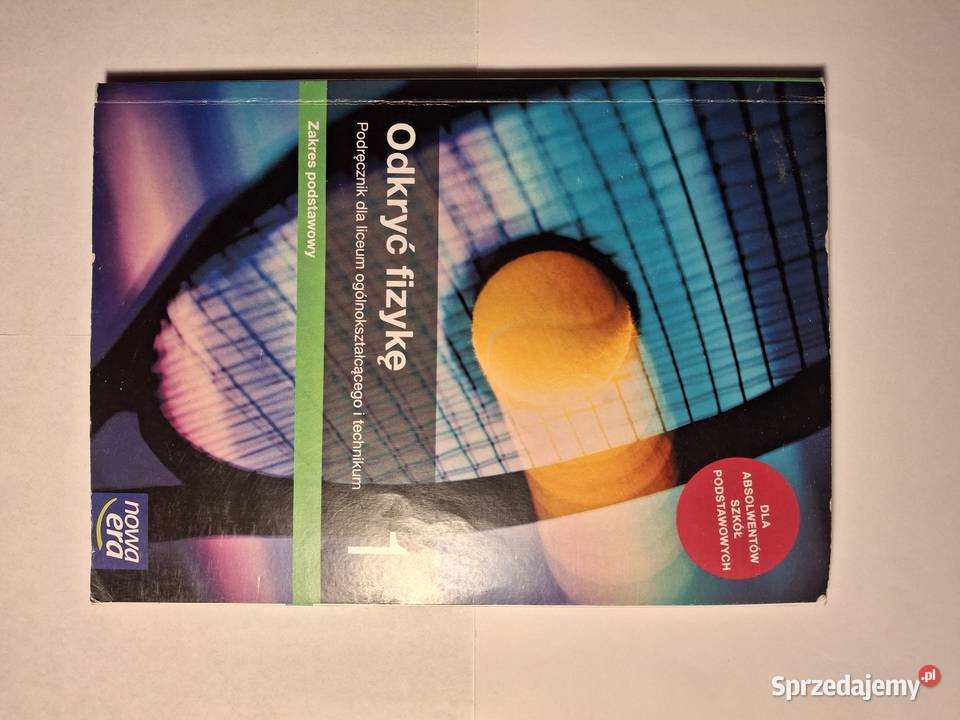 DLA
ABSOLWENTÓW
SZKÓŁ
PODSTAWOWYCH
Odkryć fizykę
1
Podręcznik dla liceum ogólnokształcącego i technikum
Zakres podstawowy
nowa
era
Sprzedajemy.pl